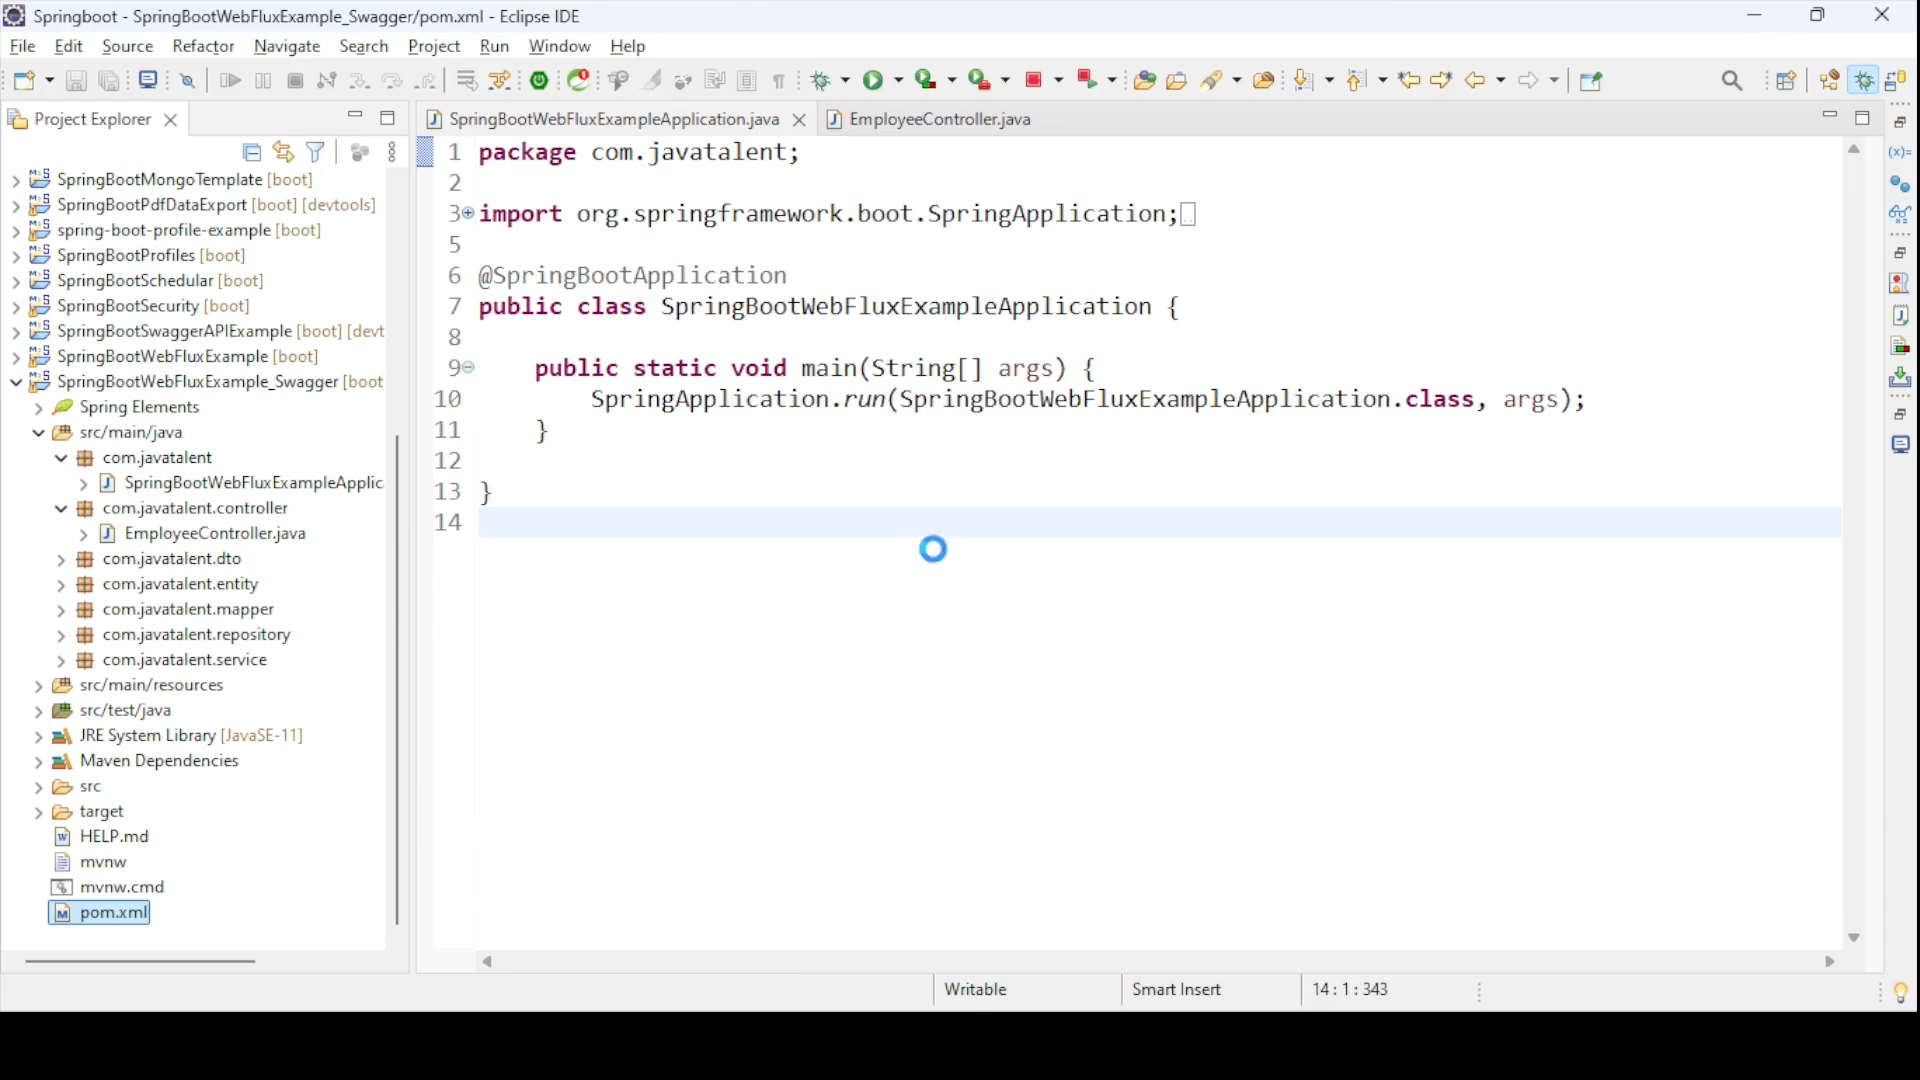 Springboot - SpringBootWebFluxExample_Swagger/pom.xml - Eclipse IDE
File Edit Source Refactor Navigate Search Project Run Window Help
Project Explorer
SpringBootWebFluxExampleApplication.java
EmployeeController.java
SpringBootMongoTemplate [boot]
SpringBootPdfDataExport [boot] [devtools]
spring-boot-profile-example [boot]
SpringBootProfiles [boot]
SpringBootSchedular [boot]
SpringBootSecurity [boot]
SpringBootSwaggerAPIExample [boot] [devt
SpringBootWebFluxExample [boot]
SpringBootWebFluxExample_Swagger [boot
Spring Elements
src/main/java
com.javatalent
SpringBootWebFluxExampleApplic
com.javatalent.controller
EmployeeController.java
com.javatalent.dto
com.javatalent.entity
com.javatalent.mapper
com.javatalent.repository
com.javatalent.service
src/main/resources
src/test/java
JRE System Library [JavaSE-11]
Maven Dependencies
src
target
HELP.md
mvnw
mvnw.cmd
pom.xml
1 package com.javatalent;
2
3 import org.springframework.boot.SpringApplication;
5
6 @SpringBootApplication
7 public class SpringBootWebFluxExampleApplication {
8
9 public static void main(String[] args) {
10 SpringApplication.run(SpringBootWebFluxExampleApplication.class, args);
11 }
12
13 }
14
(x)=
Writable
Smart Insert
14 : 1 : 343